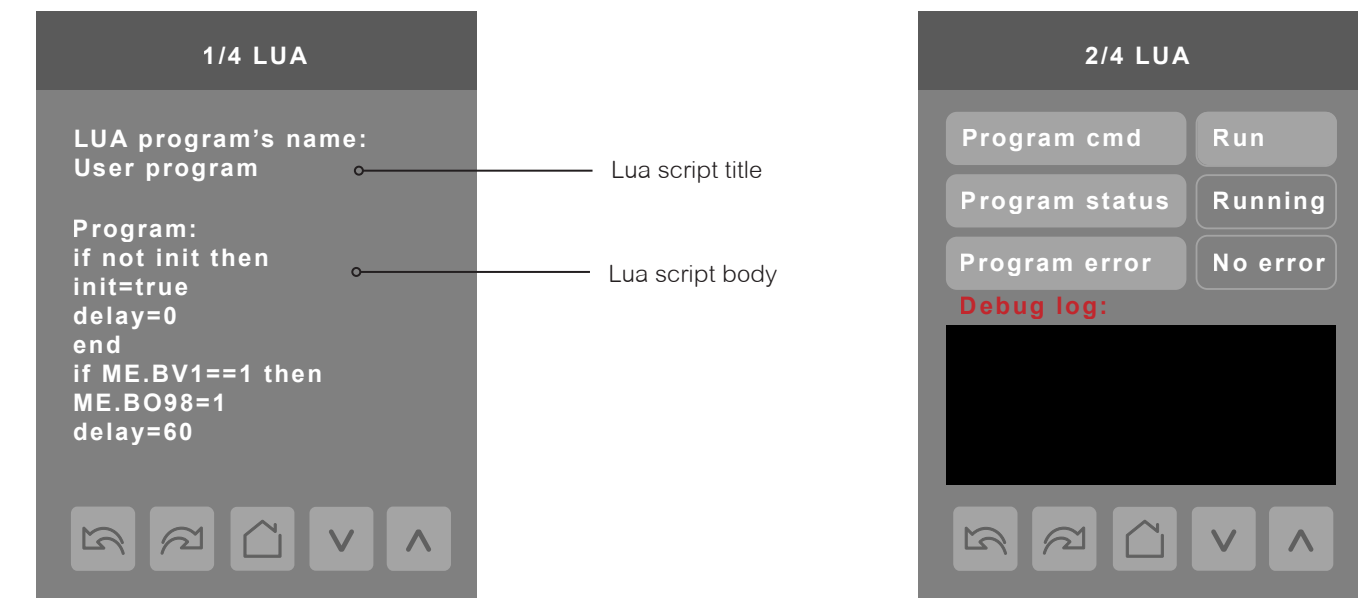 1/4 LUA
LUA program’s name:
User program
Lua script title
Program:
if not init then
Lua script body
init=true
delay=0
end
if ME.BV1==1 then
ME.BO98=1
delay=60
2/4 LUA
Program cmd Run
Program status Running
Program error No error
Debug log: